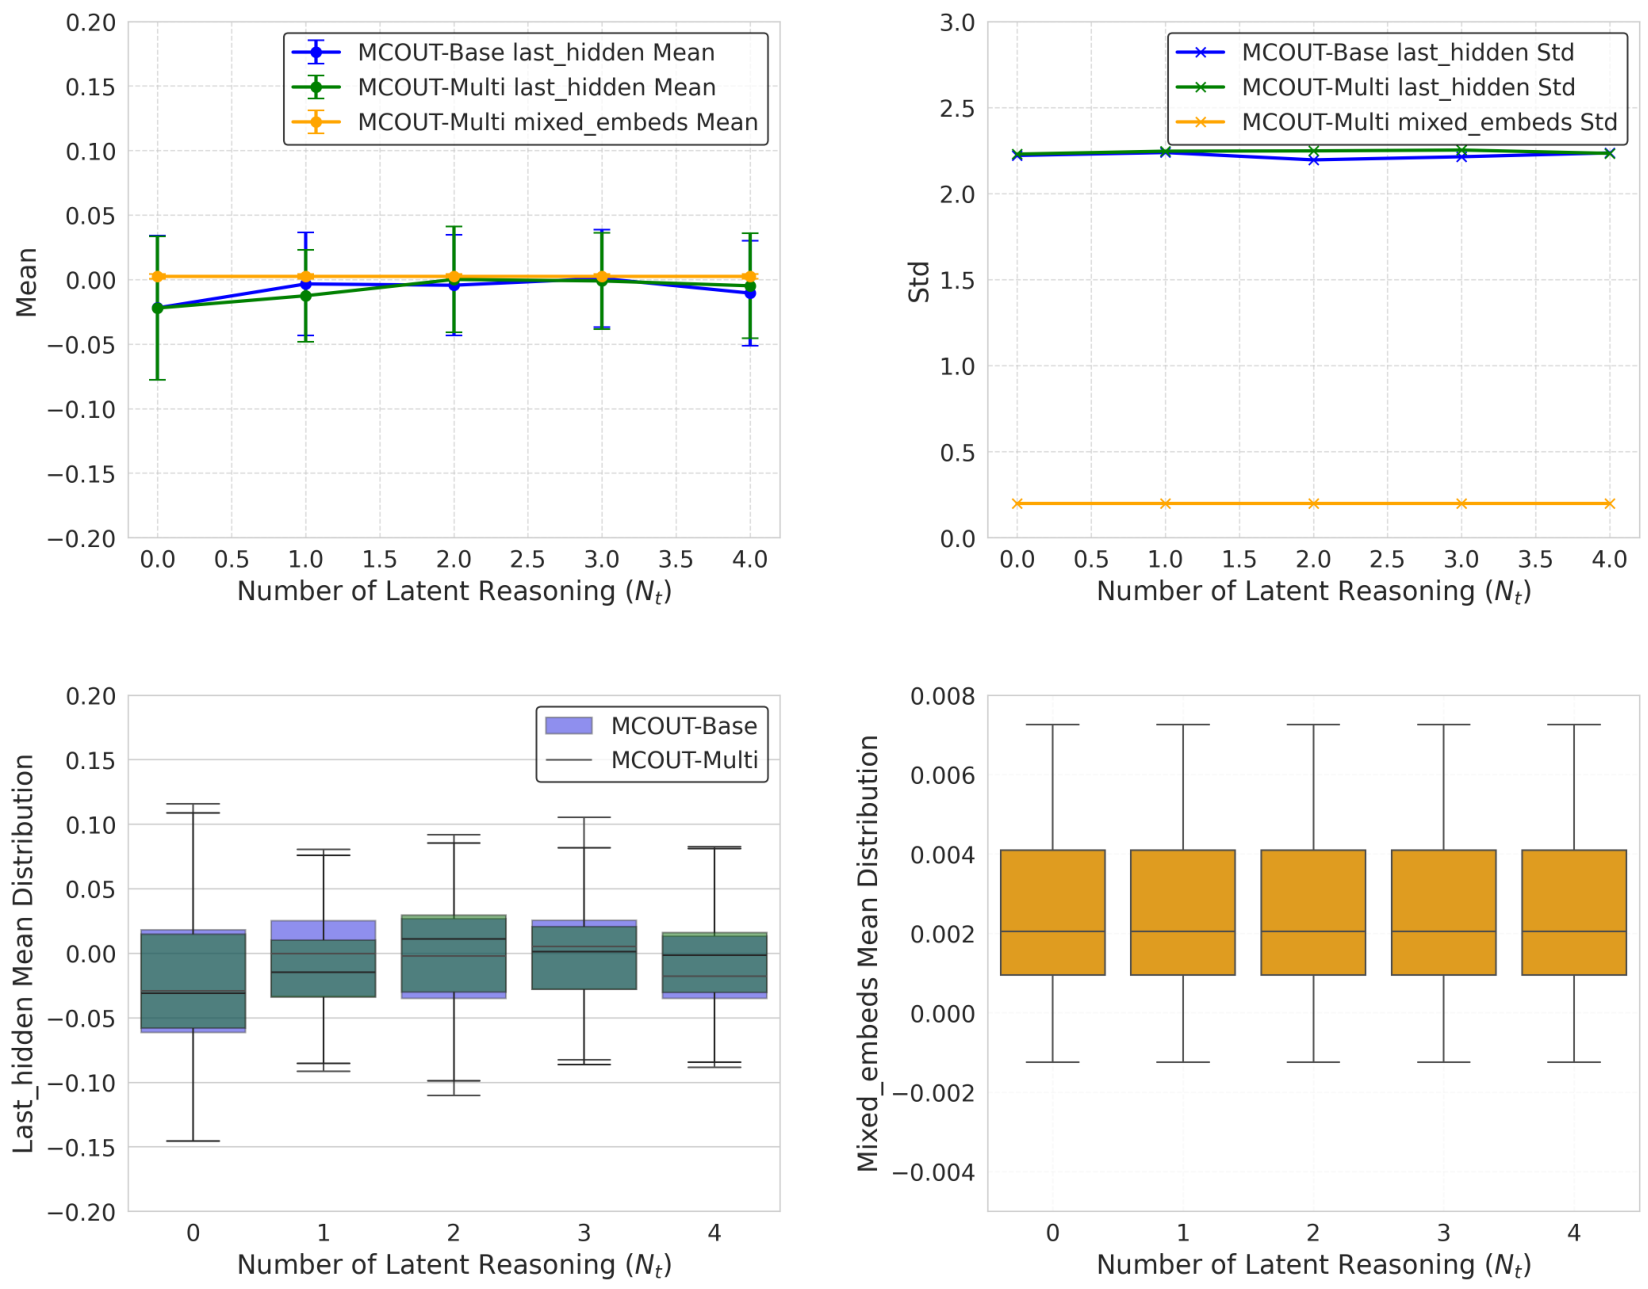 0.20
0.15
0.10
0.05
0.00
−0.05
−0.10
−0.15
−0.20
Mean
MCOUT-Base last_hidden Mean
MCOUT-Multi last_hidden Mean
MCOUT-Multi mixed_embeds Mean
0.0 0.5 1.0 1.5 2.0 2.5 3.0 3.5 4.0
Number of Latent Reasoning (Nₜ)
3.0
2.5
2.0
1.5
1.0
0.5
0.0
Std
MCOUT-Base last_hidden Std
MCOUT-Multi last_hidden Std
MCOUT-Multi mixed_embeds Std
0.0 0.5 1.0 1.5 2.0 2.5 3.0 3.5 4.0
Number of Latent Reasoning (Nₜ)
0.20
0.15
0.10
0.05
0.00
−0.05
−0.10
−0.15
−0.20
Last_hidden Mean Distribution
MCOUT-Base
MCOUT-Multi
0 1 2 3 4
Number of Latent Reasoning (Nₜ)
0.008
0.006
0.004
0.002
0.000
−0.002
−0.004
Mixed_embeds Mean Distribution
0 1 2 3 4
Number of Latent Reasoning (Nₜ)